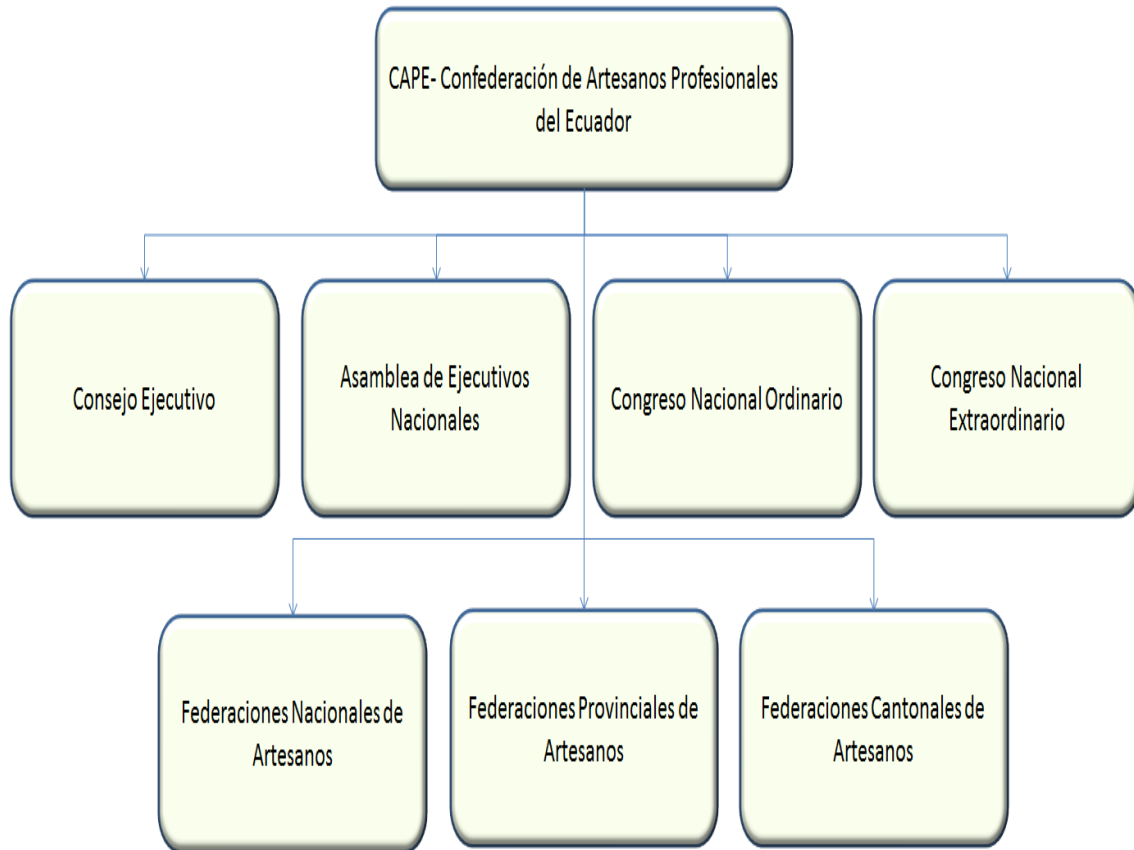 CAPE- Confederación de Artesanos Profesionales
del Ecuador
Consejo Ejecutivo
Asamblea de Ejecutivos
Nacionales
Congreso Nacional Ordinario
Congreso Nacional
Extraordinario
Federaciones Nacionales de
Artesanos
Federaciones Provinciales de
Artesanos
Federaciones Cantonales de
Artesanos